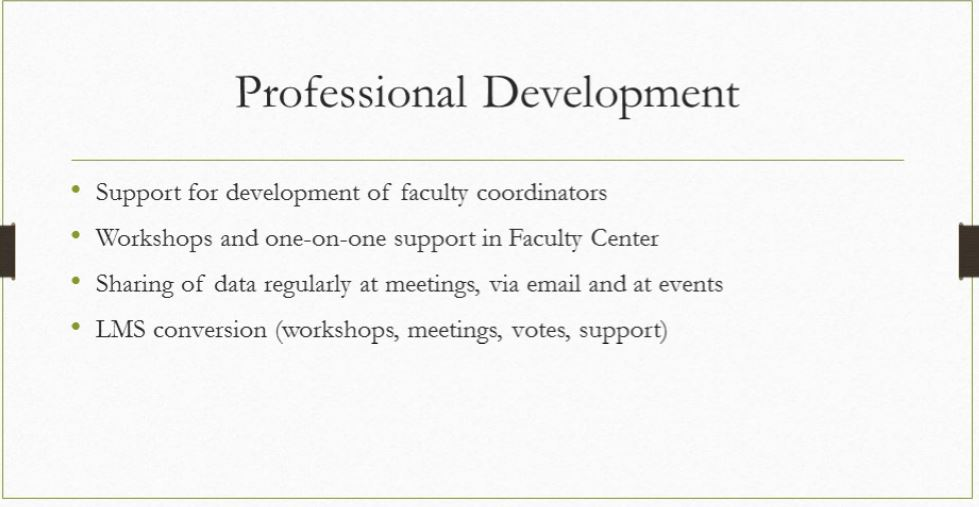 Professional Development
• Support for development of faculty coordinators
• Workshops and one-on-one support in Faculty Center
• Sharing of data regularly at meetings, via email and at events
• LMS conversion (workshops, meetings, votes, support)